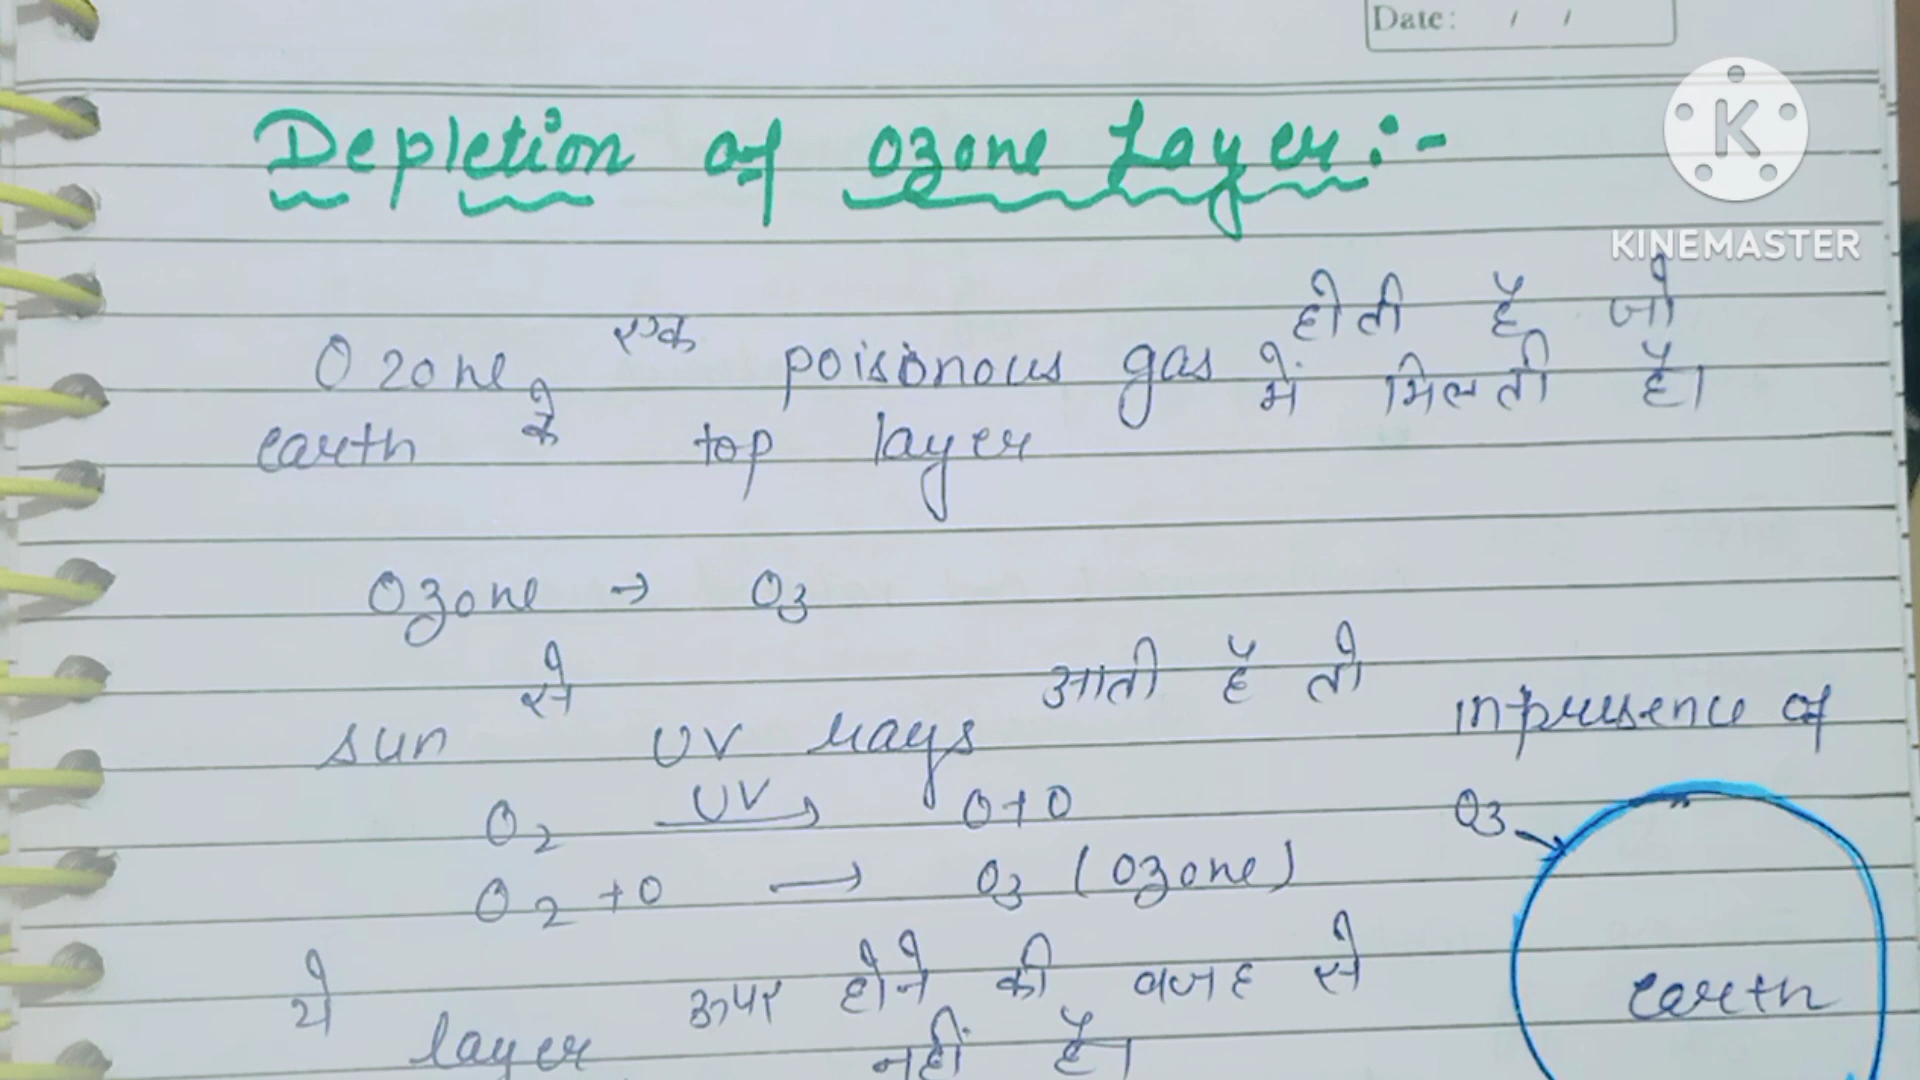 Date: / /
KINEMASTER
Depletion of ozone Layer:-
Ozone एक poisonous gas होती है जो
earth के top layer में मिलती है।
Ozone → O3
sun से UV rays आती है तो
in presence of
O2 UV→ O+O
O3
O2 +O → O3 (Ozone)
earth
ये layer ऊपर होने की वजह से
नहीं है।